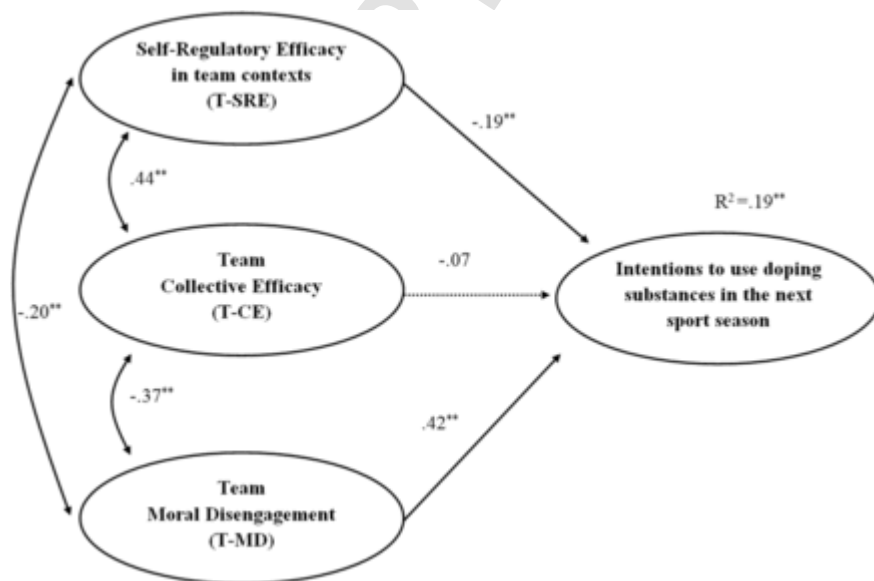 Self-Regulatory Efficacy
in team contexts
(T-SRE)
-.19**
.44**
R²=.19**
Team
Collective Efficacy
(T-CE)
-.07
Intentions to use doping
substances in the next
sport season
-.20**
-.37**
.42**
Team
Moral Disengagement
(T-MD)